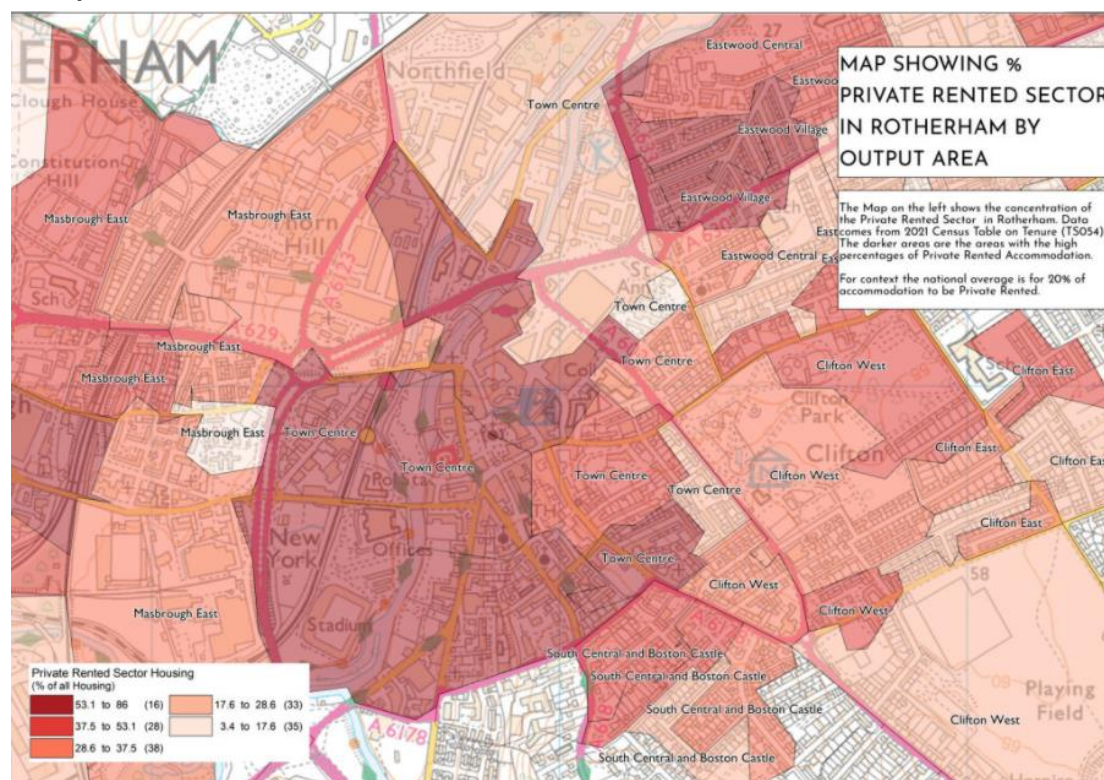 ERHAM
Clough House
Constitution
Hill
Masbrough East
Northfield
Town Centre
27
Eastwood Central
Eastwood Village
Eastwood Village
MAP SHOWING %
PRIVATE RENTED SECTOR
IN ROTHERHAM BY
OUTPUT AREA
The Map on the left shows the concentration of
the Private Rented Sector in Rotherham. Data
comes from 2021 Census Table on Tenure (TS054)
The darker areas are the areas with the high
percentages of Private Rented Accommodation.
For context the national average is for 20% of
accommodation to be Private Rented.
Masbrough East
Hill
Eastwood Central
St
Ann's
Town Centre
A 629
Masbrough East
Masbrough East
Town Centre
Clifton West
Clifton East
Clifton
Park
Clifton
Masbrough East
Town Centre
Town Centre
Town Centre
Town Centre
Clifton West
Clifton East
Clifton East
New
York
Offices
Town Centre
Clifton West
Clifton West
58
Masbrough East
Stadium
South Central and Boston Castle
South Central and Boston Castle
South Central and Boston Castle
South Central and Boston Castle
A 6178
Playing
Field
Clifton West
Private Rented Sector Housing
(% of all Housing)
53.1 to 86 (16)
37.5 to 53.1 (28)
28.6 to 37.5 (38)
17.6 to 28.6 (33)
3.4 to 17.6 (35)